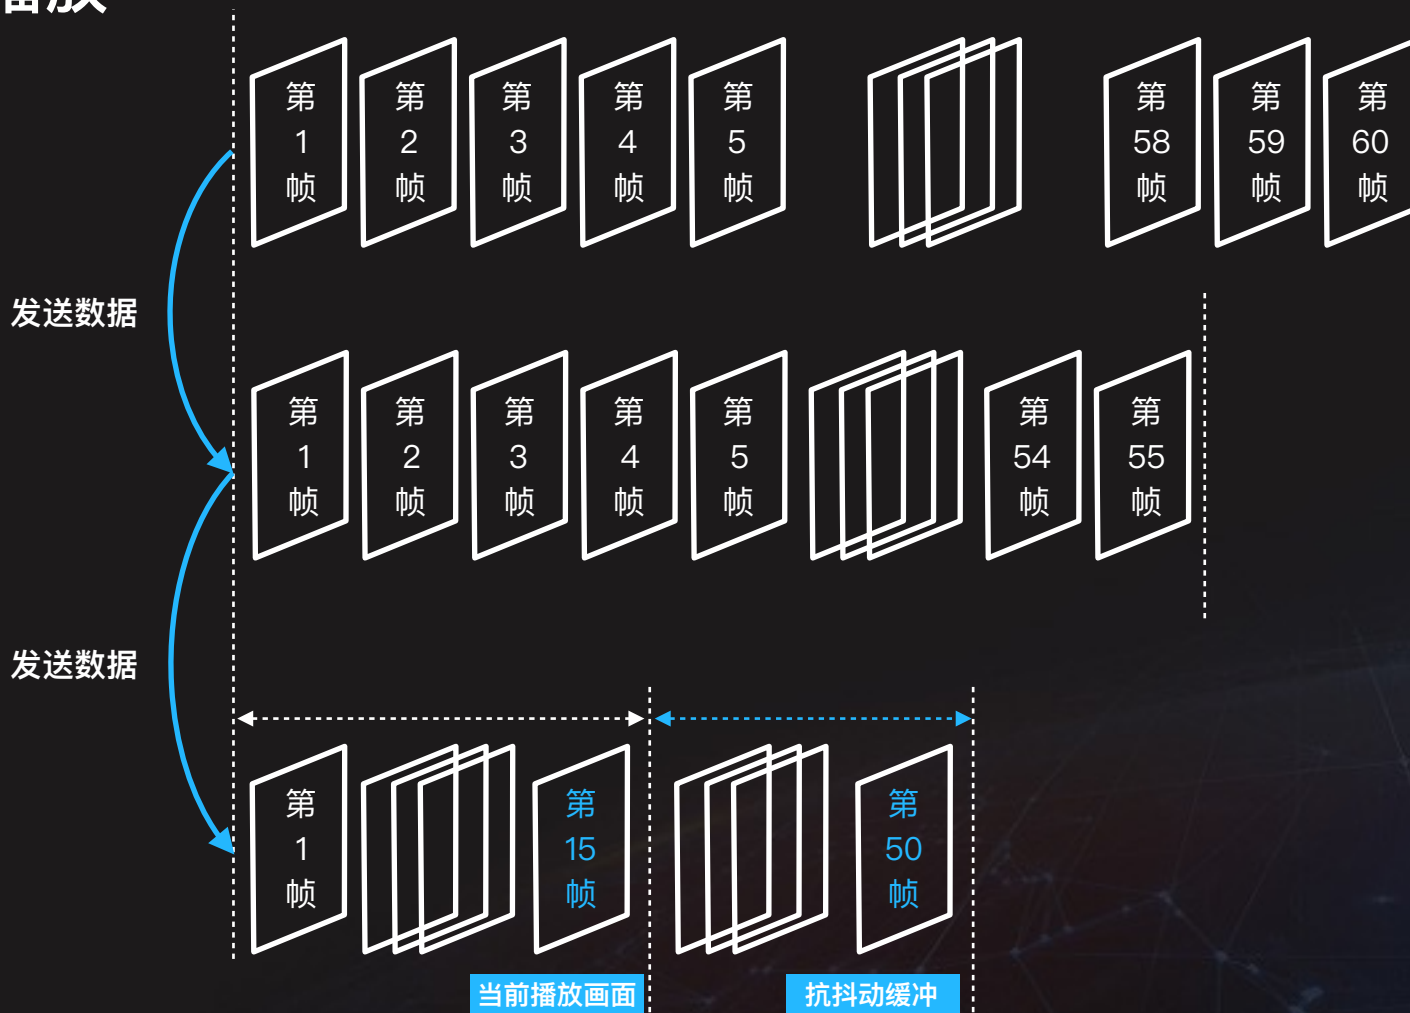 播放
第 第 第 第 第 第 第 第
1 2 3 4 5 58 59 60
帧 帧 帧 帧 帧 帧 帧 帧
发送数据
第 第 第 第 第 第 第
1 2 3 4 5 54 55
帧 帧 帧 帧 帧 帧 帧
发送数据
第 第 第
1 15 50
帧 帧 帧
当前播放画面 抗抖动缓冲